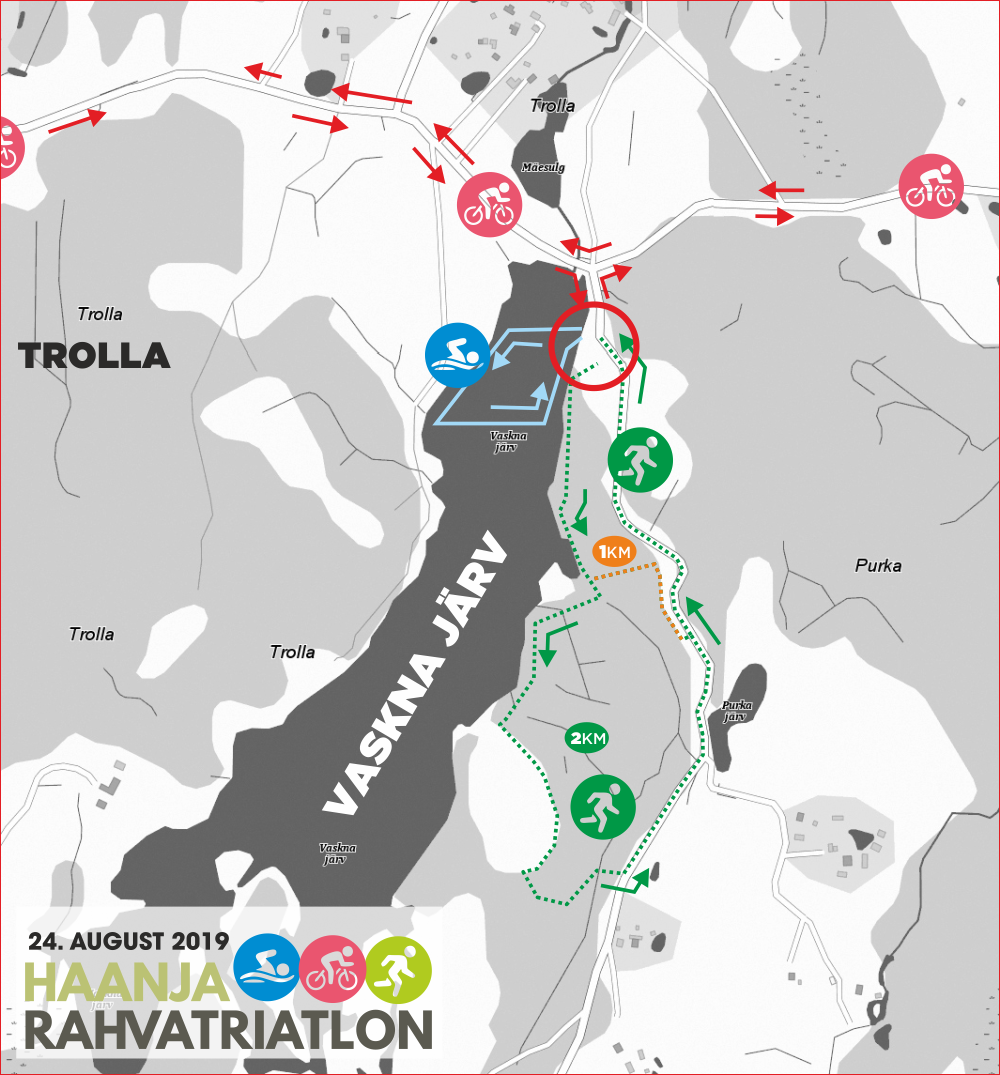 Trolla
Mäesulg
Trolla
TROLLA
Vaskna
järv
1KM
Purka
VASKNA JÄRV
Trolla
Trolla
Purka
järv
2KM
Vaskna
järv
24. AUGUST 2019
HAANJA
RAHVATRIATLON